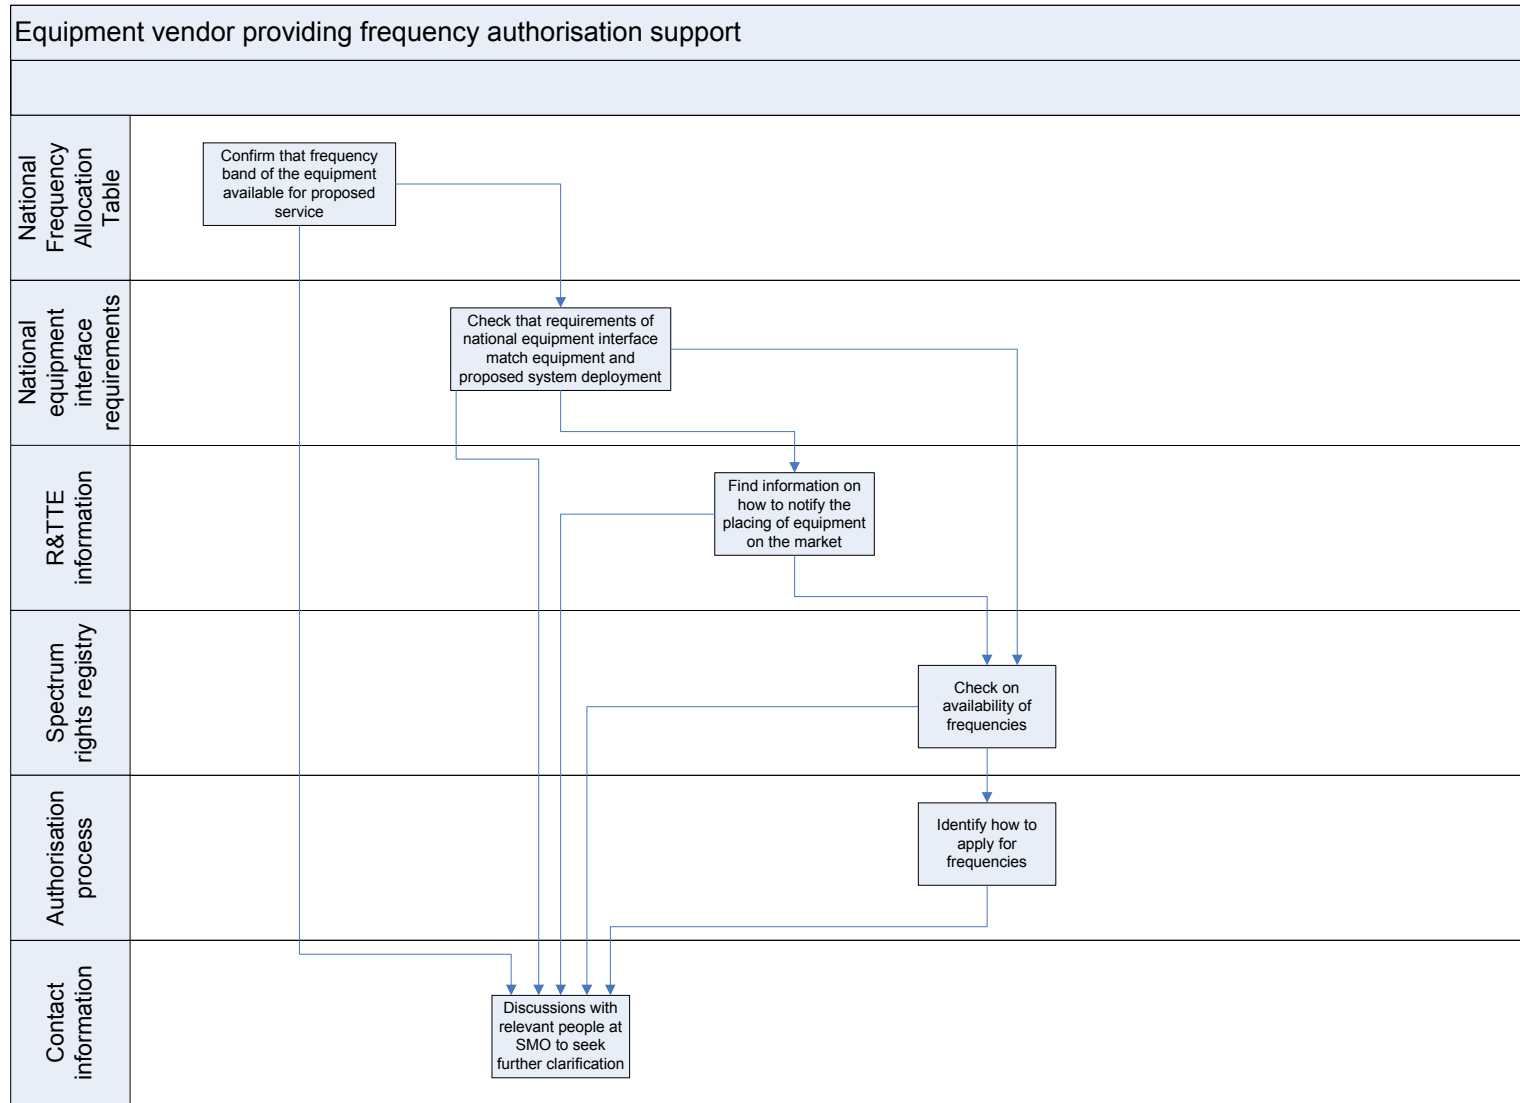 Equipment vendor providing frequency authorisation support
National
Frequency
Allocation
Table
Confirm that frequency
band of the equipment
available for proposed
service
National
equipment
interface
requirements
Check that requirements of
national equipment interface
match equipment and
proposed system deployment
R&TTE
information
Find information on
how to notify the
placing of equipment
on the market
Spectrum
rights registry
Check on
availability of
frequencies
Authorisation
process
Identify how to
apply for
frequencies
Contact
information
Discussions with
relevant people at
SMO to seek
further clarification